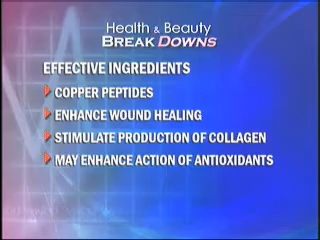 Health & Beauty
BREAK DOWNS
EFFECTIVE INGREDIENTS
COPPER PEPTIDES
ENHANCE WOUND HEALING
STIMULATE PRODUCTION OF COLLAGEN
MAY ENHANCE ACTION OF ANTIOXIDANTS